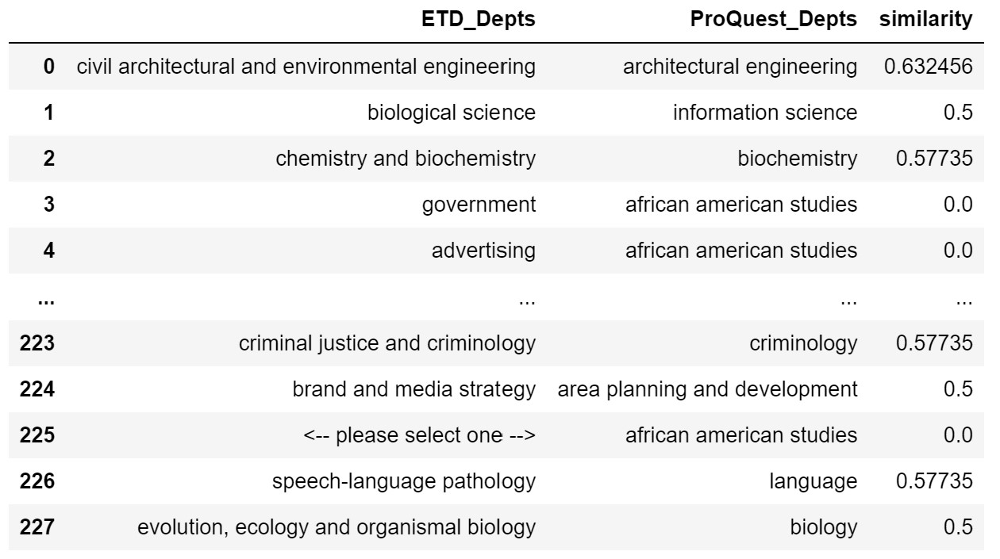 ETD_Depts ProQuest_Depts similarity
0 civil architectural and environmental engineering architectural engineering 0.632456
1 biological science information science 0.5
2 chemistry and biochemistry biochemistry 0.57735
3 government african american studies 0.0
4 advertising african american studies 0.0
... ... ... ...
223 criminal justice and criminology criminology 0.57735
224 brand and media strategy area planning and development 0.5
225 <-- please select one --> african american studies 0.0
226 speech-language pathology language 0.57735
227 evolution, ecology and organismal biology biology 0.5